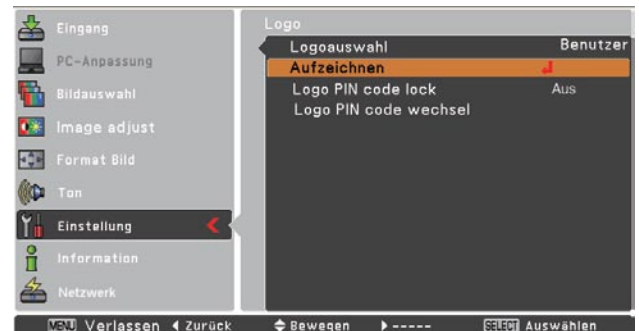 Eingang
PC-Anpassung
Bildauswahl
Image adjust
Format Bild
Ton
Einstellung
Information
Netzwerk
Logo
Logoauswahl Benutzer
Aufzeichnen
Logo PIN code lock Aus
Logo PIN code wechsel
MENU Verlassen Zurück Bewegen ----- SELECT Auswählen